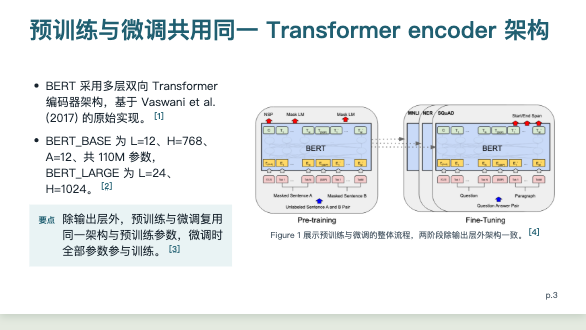 预训练与微调共用同一 Transformer encoder 架构
• BERT 采用多层双向 Transformer
编码器架构，基于 Vaswani et al.
(2017) 的原始实现。 [1]
• BERT_BASE 为 L=12、H=768、
A=12、共 110M 参数，
BERT_LARGE 为 L=24、
H=1024。 [2]
要点 除输出层外，预训练与微调复用
同一架构与预训练参数，微调时
全部参数参与训练。 [3]
NSP Mask LM Mask LM
BERT
Masked Sentence A Masked Sentence B
Unlabeled Sentence A and B Pair
Pre-training
MNLI NER SQuAD Start/End Span
BERT
Question Paragraph
Question Answer Pair
Fine-Tuning
Figure 1 展示预训练与微调的整体流程，两阶段除输出层外架构一致。 [4]
p.3